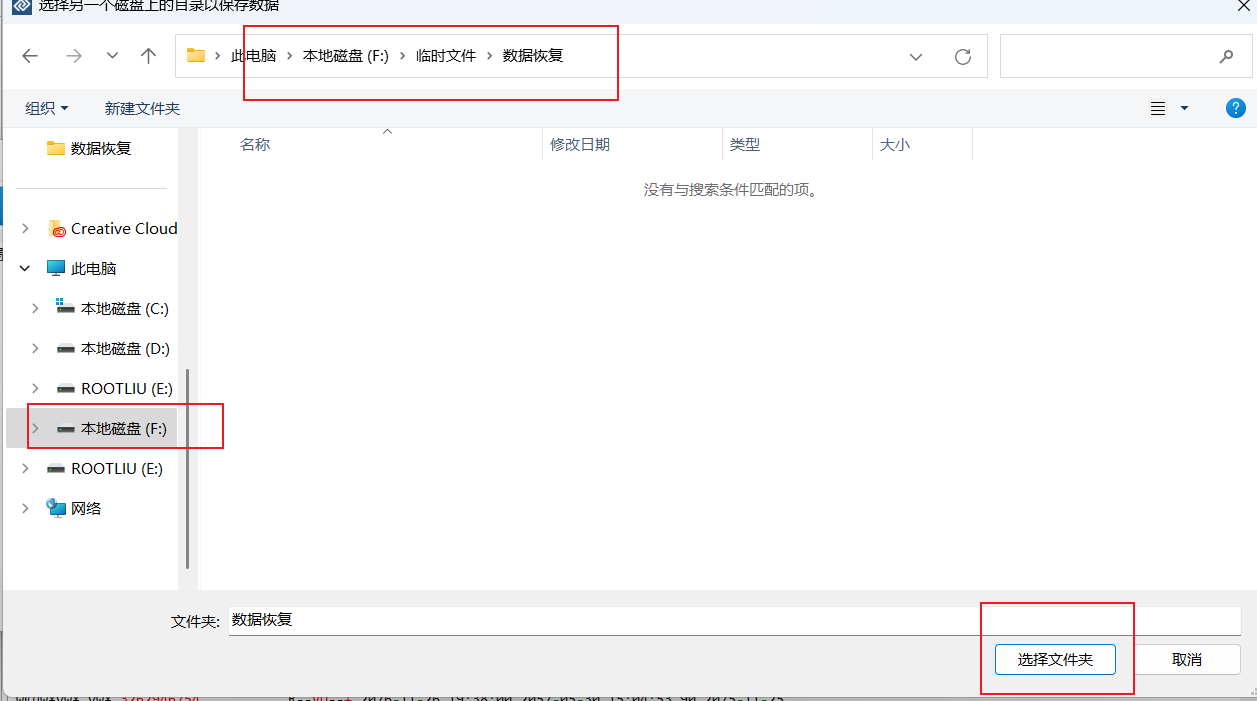 选择另一个磁盘上的目录以保存数据
此电脑 › 本地磁盘 (F:) › 临时文件 › 数据恢复
组织 新建文件夹
名称 修改日期 类型 大小
没有与搜索条件匹配的项。
数据恢复
Creative Cloud
此电脑
本地磁盘 (C:)
本地磁盘 (D:)
ROOTLIU (E:)
本地磁盘 (F:)
ROOTLIU (E:)
网络
文件夹: 数据恢复
选择文件夹 取消